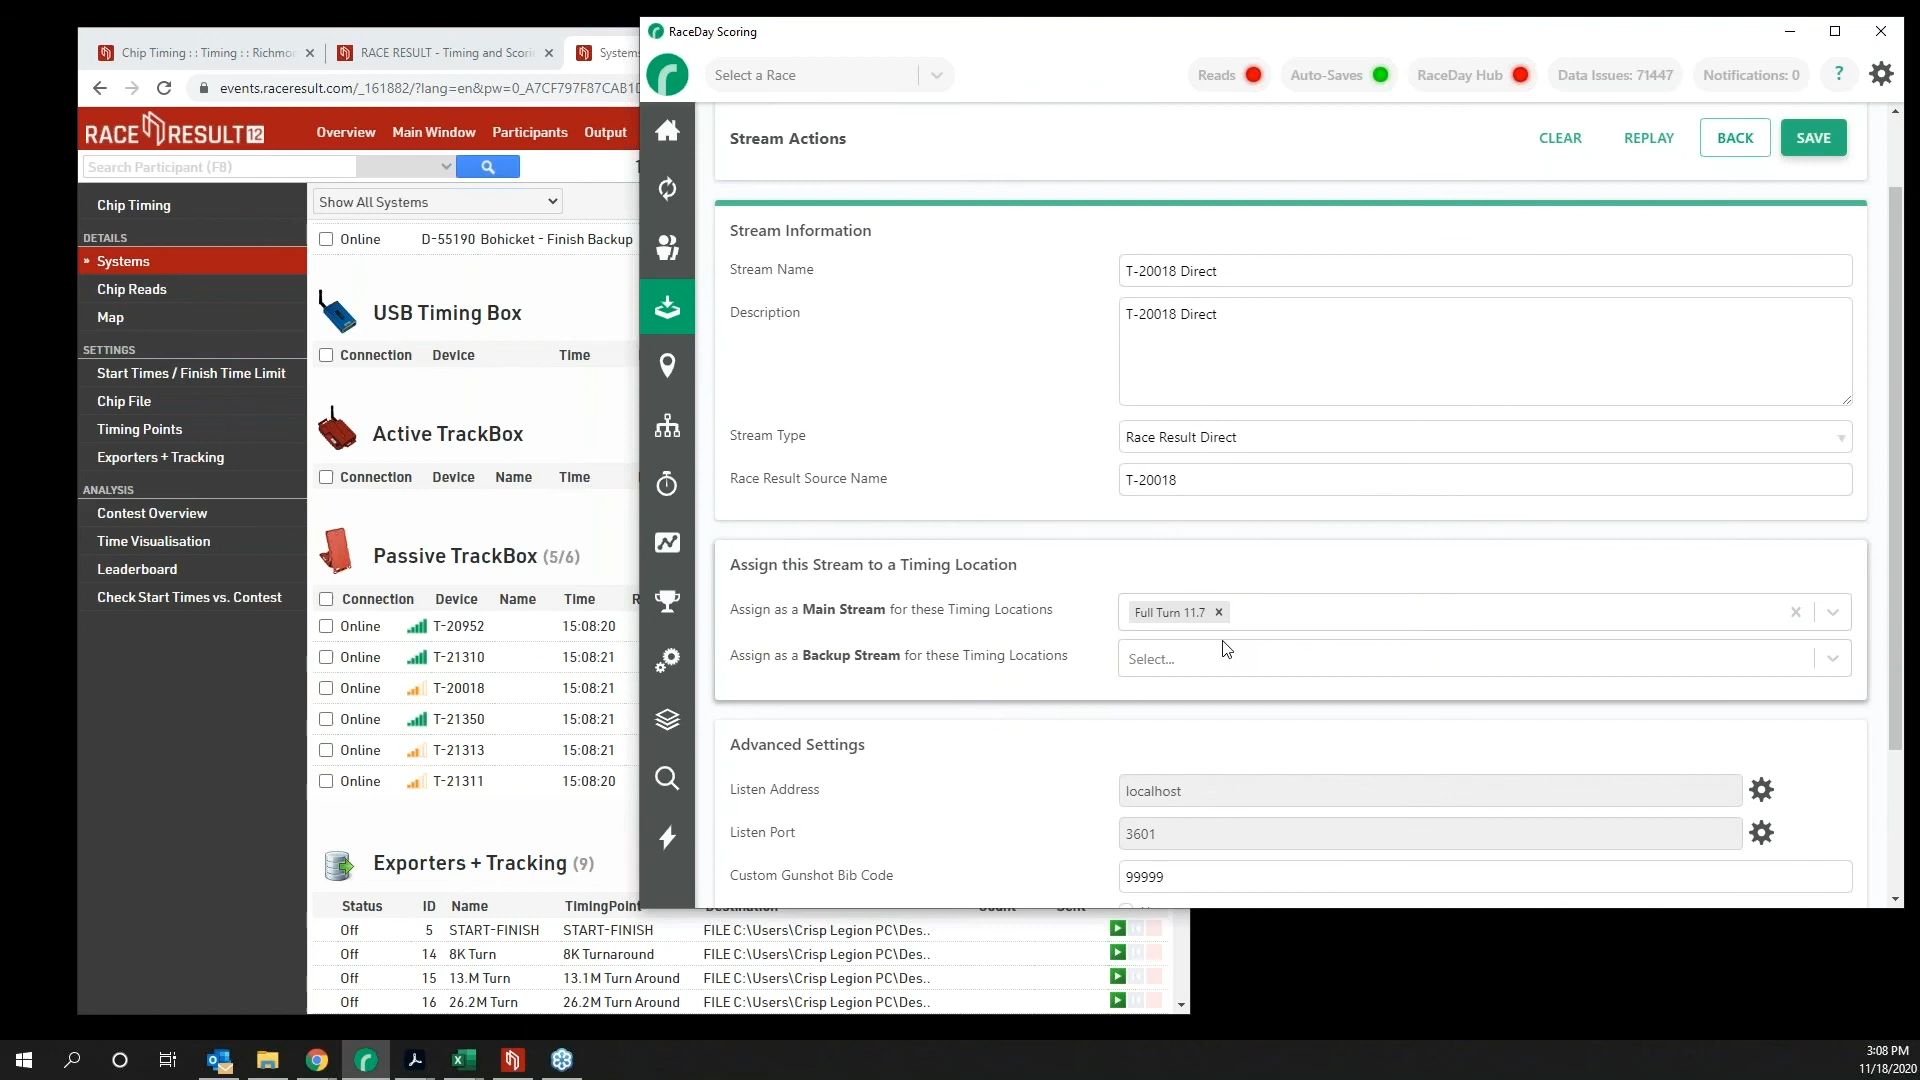 RaceDay Scoring
Chip Timing : : Timing : : Richmo
RACE RESULT - Timing and Scori
Systems
events.raceresult.com/_161882/?lang=en&pw=0_A7CF797F87CAB1D
Select a Race
Reads
Auto-Saves
RaceDay Hub
Data Issues: 71447
Notifications: 0
?
RACE RESULT 12
Overview
Main Window
Participants
Output
Search Participant (F8)
Stream Actions
CLEAR
REPLAY
BACK
SAVE
Chip Timing
DETAILS
» Systems
Chip Reads
Map
SETTINGS
Start Times / Finish Time Limit
Chip File
Timing Points
Exporters + Tracking
ANALYSIS
Contest Overview
Time Visualisation
Leaderboard
Check Start Times vs. Contest
Show All Systems
Online D-55190 Bohicket - Finish Backup
USB Timing Box
Connection Device Time
Active TrackBox
Connection Device Name Time
Passive TrackBox (5/6)
Connection Device Name Time R
Online T-20952 15:08:20
Online T-21310 15:08:21
Online T-20018 15:08:21
Online T-21350 15:08:21
Online T-21313 15:08:21
Online T-21311 15:08:20
Exporters + Tracking (9)
Status ID Name TimingPoint
Off 5 START-FINISH START-FINISH FILE C:\Users\Crisp Legion PC\Des..
Off 14 8K Turn 8K Turnaround FILE C:\Users\Crisp Legion PC\Des..
Off 15 13.M Turn 13.1M Turn Around FILE C:\Users\Crisp Legion PC\Des..
Off 16 26.2M Turn 26.2M Turn Around FILE C:\Users\Crisp Legion PC\Des..
Stream Information
Stream Name T-20018 Direct
Description T-20018 Direct
Stream Type Race Result Direct
Race Result Source Name T-20018
Assign this Stream to a Timing Location
Assign as a Main Stream for these Timing Locations Full Turn 11.7
Assign as a Backup Stream for these Timing Locations Select...
Advanced Settings
Listen Address localhost
Listen Port 3601
Custom Gunshot Bib Code 99999
3:08 PM
11/18/2020